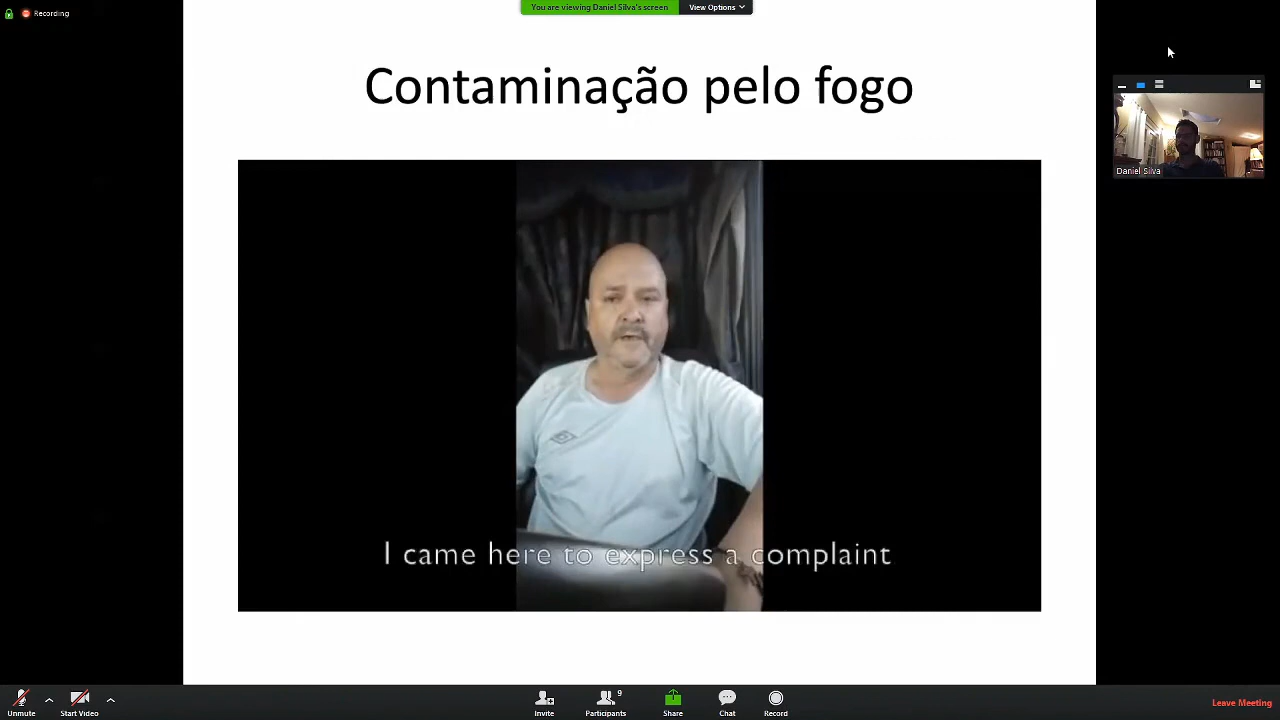 Recording
You are viewing Daniel Silva's screen
View Options
Contaminação pelo fogo
Daniel Silva
I came here to express a complaint
Unmute
Start Video
Invite
9
Participants
Share
Chat
Record
Leave Meeting